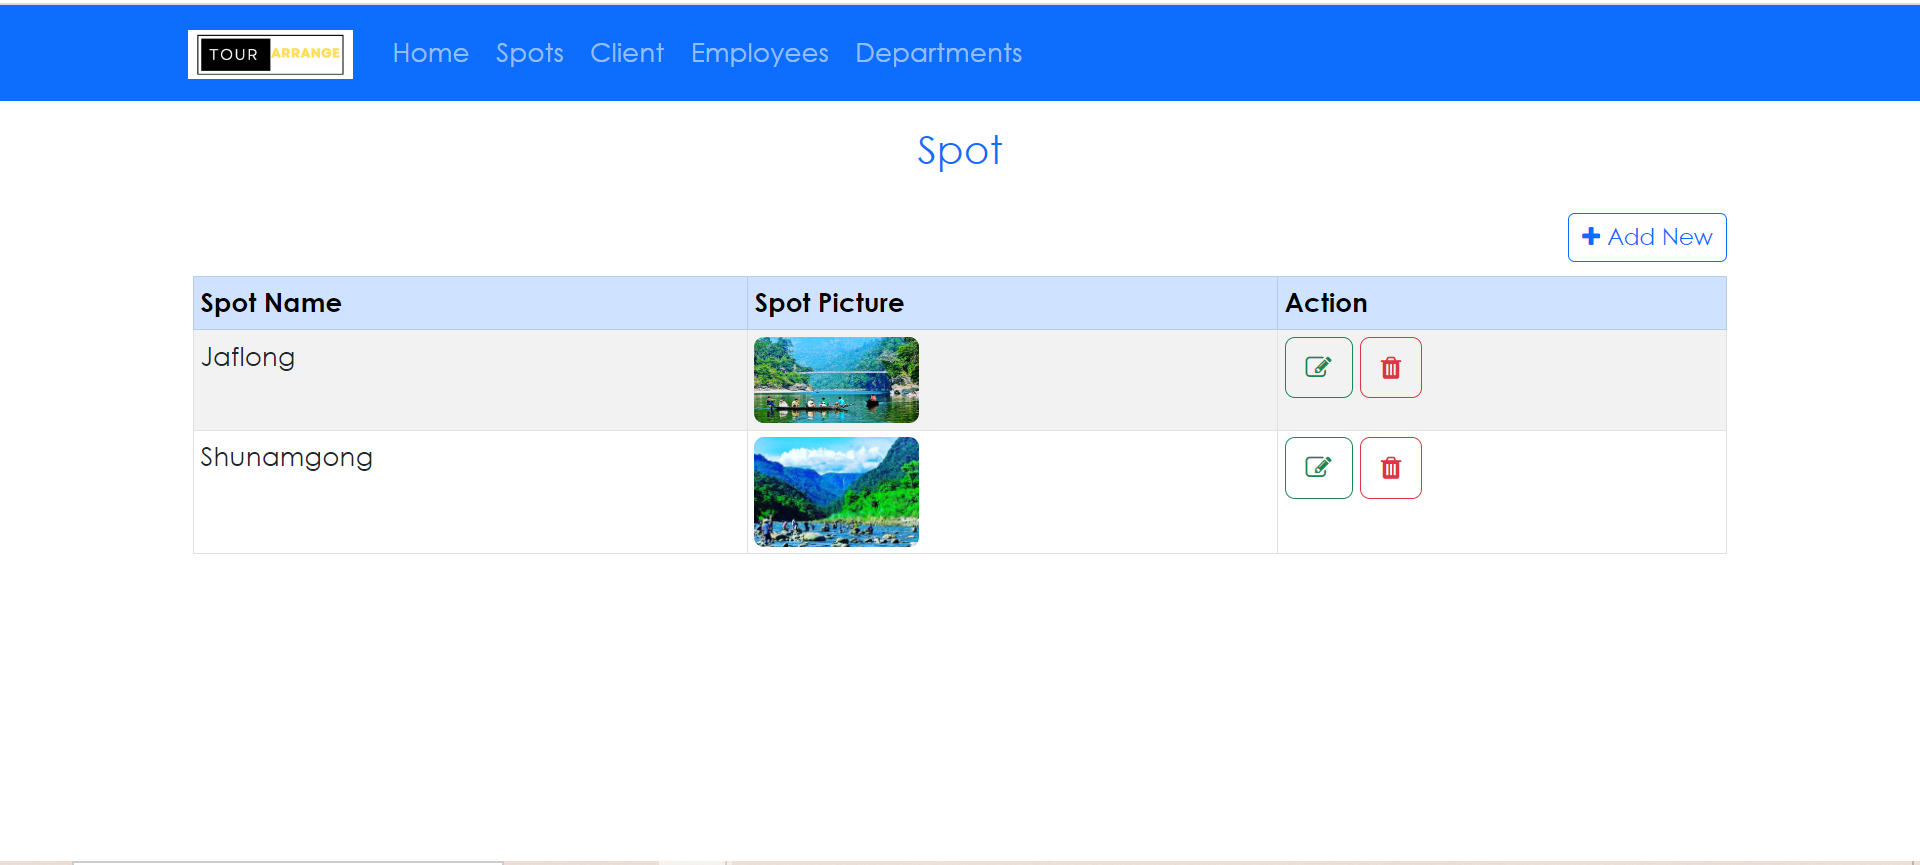 TOUR ARRANGE
Home Spots Client Employees Departments
Spot
Add New
Spot Name Spot Picture Action
Jaflong
Shunamgong